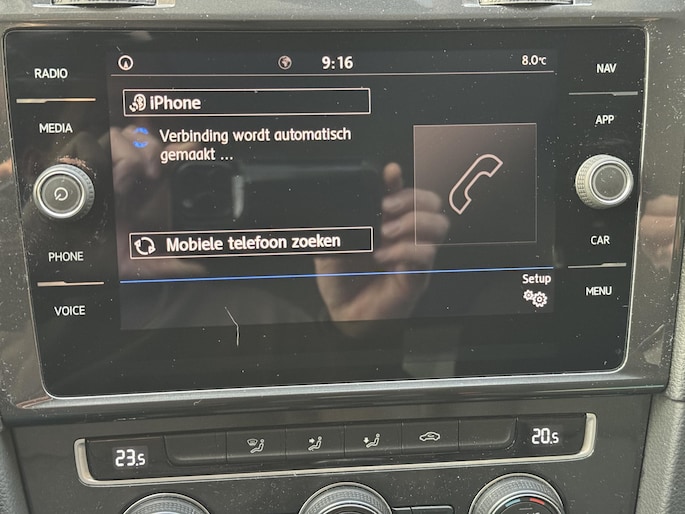 9:16
8.0°C
RADIO
MEDIA
PHONE
VOICE
iPhone
Verbinding wordt automatisch
gemaakt ...
Mobiele telefoon zoeken
Setup
NAV
APP
CAR
MENU
23.5
20.5